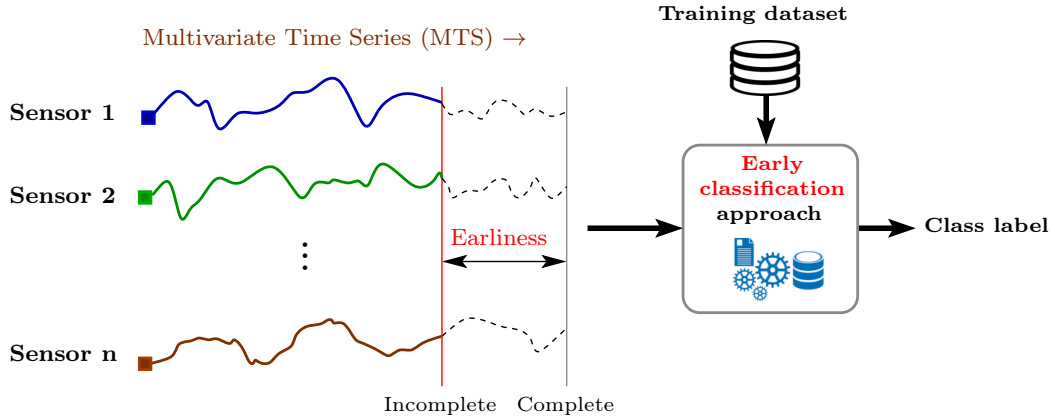 Training dataset
Multivariate Time Series (MTS) →
Sensor 1
Sensor 2
Sensor n
Earliness
Incomplete
Complete
Early
classification
approach
Class label